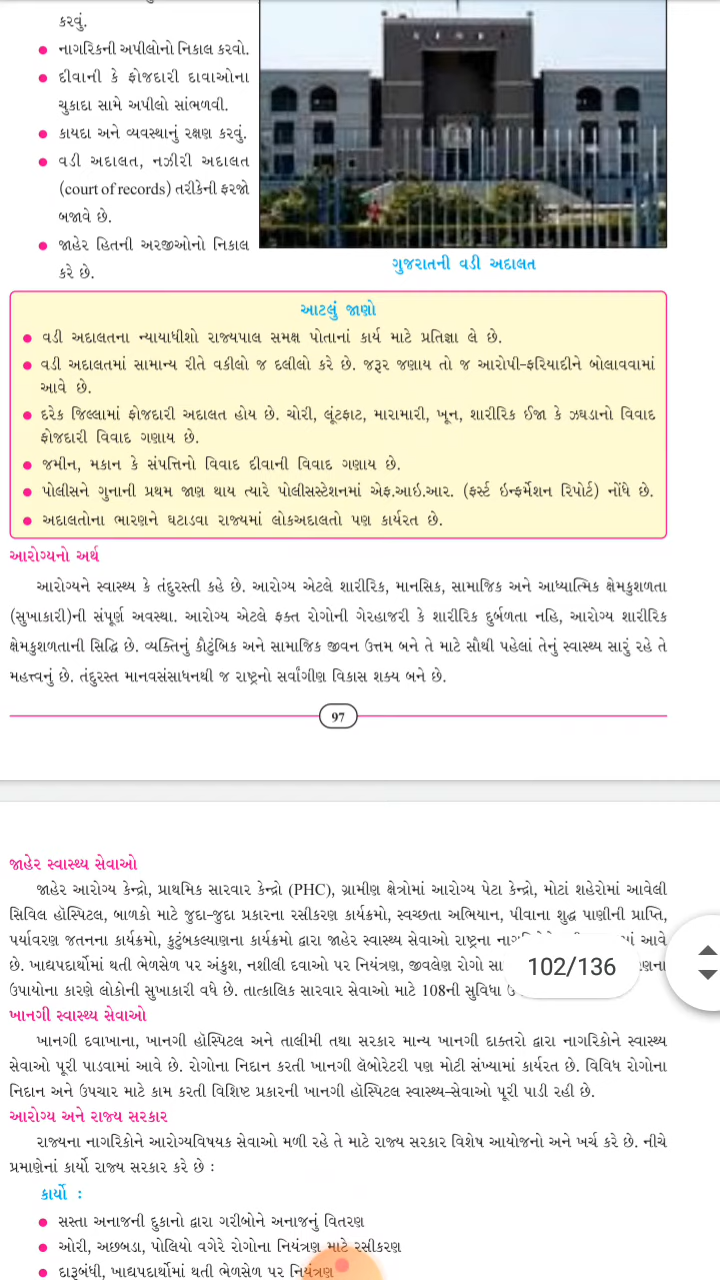 કરવું.
● નાગરિકની અપીલોનો નિકાલ કરવો.
● દીવાની કે ફોજદારી દાવાઓના
ચુકાદા સામે અપીલો સાંભળવી.
● કાયદા અને વ્યવસ્થાનું રક્ષણ કરવું.
● વડી અદાલત, નઝીરી અદાલત
(court of records) તરીકેની ફરજો
બજાવે છે.
● જાહેર હિતની અરજીઓનો નિકાલ
કરે છે.
ગુજરાતની વડી અદાલત
આટલું જાણો
● વડી અદાલતના ન્યાયાધીશો રાજ્યપાલ સમક્ષ પોતાનાં કાર્ય માટે પ્રતિજ્ઞા લે છે.
● વડી અદાલતમાં સામાન્ય રીતે વકીલો જ દલીલો કરે છે. જરૂર જણાય તો જ આરોપી-ફરિયાદીને બોલાવવામાં
આવે છે.
● દરેક જિલ્લામાં ફોજદારી અદાલત હોય છે. ચોરી, લૂંટફાટ, મારામારી, ખૂન, શારીરિક ઈજા કે ઝઘડાનો વિવાદ
ફોજદારી વિવાદ ગણાય છે.
● જમીન, મકાન કે સંપત્તિનો વિવાદ દીવાની વિવાદ ગણાય છે.
● પોલીસને ગુનાની પ્રથમ જાણ થાય ત્યારે પોલીસસ્ટેશનમાં એફ.આઇ.આર. (ફર્સ્ટ ઇન્ફર્મેશન રિપોર્ટ) નોંધે છે.
● અદાલતોના ભારણને ઘટાડવા રાજ્યમાં લોકઅદાલતો પણ કાર્યરત છે.
આરોગ્યનો અર્થ
આરોગ્યને સ્વાસ્થ્ય કે તંદુરસ્તી કહે છે. આરોગ્ય એટલે શારીરિક, માનસિક, સામાજિક અને આધ્યાત્મિક ક્ષેમકુશળતા
(સુખાકારી)ની સંપૂર્ણ અવસ્થા. આરોગ્ય એટલે ફક્ત રોગોની ગેરહાજરી કે શારીરિક દુર્બળતા નહિ, આરોગ્ય શારીરિક
ક્ષેમકુશળતાની સિદ્ધિ છે. વ્યક્તિનું કૌટુંબિક અને સામાજિક જીવન ઉત્તમ બને તે માટે સૌથી પહેલાં તેનું સ્વાસ્થ્ય સારું રહે તે
મહત્ત્વનું છે. તંદુરસ્ત માનવસંસાધનથી જ રાષ્ટ્રનો સર્વાંગીણ વિકાસ શક્ય બને છે.
97
જાહેર સ્વાસ્થ્ય સેવાઓ
જાહેર આરોગ્ય કેન્દ્રો, પ્રાથમિક સારવાર કેન્દ્રો (PHC), ગ્રામીણ ક્ષેત્રોમાં આરોગ્ય પેટા કેન્દ્રો, મોટાં શહેરોમાં આવેલી
સિવિલ હૉસ્પિટલ, બાળકો માટે જુદા-જુદા પ્રકારના રસીકરણ કાર્યક્રમો, સ્વચ્છતા અભિયાન, પીવાના શુદ્ધ પાણીની પ્રાપ્તિ,
પર્યાવરણ જતનના કાર્યક્રમો, કુટુંબકલ્યાણના કાર્યક્રમો દ્વારા જાહેર સ્વાસ્થ્ય સેવાઓ રાષ્ટ્રના આવે
છે. ખાદ્યપદાર્થોમાં થતી ભેળસેળ પર અંકુશ, નશીલી દવાઓ પર નિયંત્રણ, જીવલેણ રોગો
ઉપાયોના કારણે લોકોની સુખાકારી વધે છે. તાત્કાલિક સારવાર સેવાઓ માટે 108ની સુવિધા
102/136
ખાનગી સ્વાસ્થ્ય સેવાઓ
ખાનગી દવાખાના, ખાનગી હૉસ્પિટલ અને તાલીમી તથા સરકાર માન્ય ખાનગી દાક્તરો દ્વારા નાગરિકોને સ્વાસ્થ્ય
સેવાઓ પૂરી પાડવામાં આવે છે. રોગોના નિદાન કરતી ખાનગી લૅબોરેટરી પણ મોટી સંખ્યામાં કાર્યરત છે. વિવિધ રોગોના
નિદાન અને ઉપચાર માટે કામ કરતી વિશિષ્ટ પ્રકારની ખાનગી હૉસ્પિટલ સ્વાસ્થ્ય-સેવાઓ પૂરી પાડી રહી છે.
આરોગ્ય અને રાજ્ય સરકાર
રાજ્યના નાગરિકોને આરોગ્યવિષયક સેવાઓ મળી રહે તે માટે રાજ્ય સરકાર વિશેષ આયોજનો અને ખર્ચ કરે છે. નીચે
પ્રમાણેનાં કાર્યો રાજ્ય સરકાર કરે છે :
કાર્યો :
● સસ્તા અનાજની દુકાનો દ્વારા ગરીબોને અનાજનું વિતરણ
● ઓરી, અછબડા, પોલિયો વગેરે રોગોના નિયંત્રણ માટે રસીકરણ
● દારૂબંધી, ખાદ્યપદાર્થોમાં થતી ભેળસેળ પર નિયંત્રણ